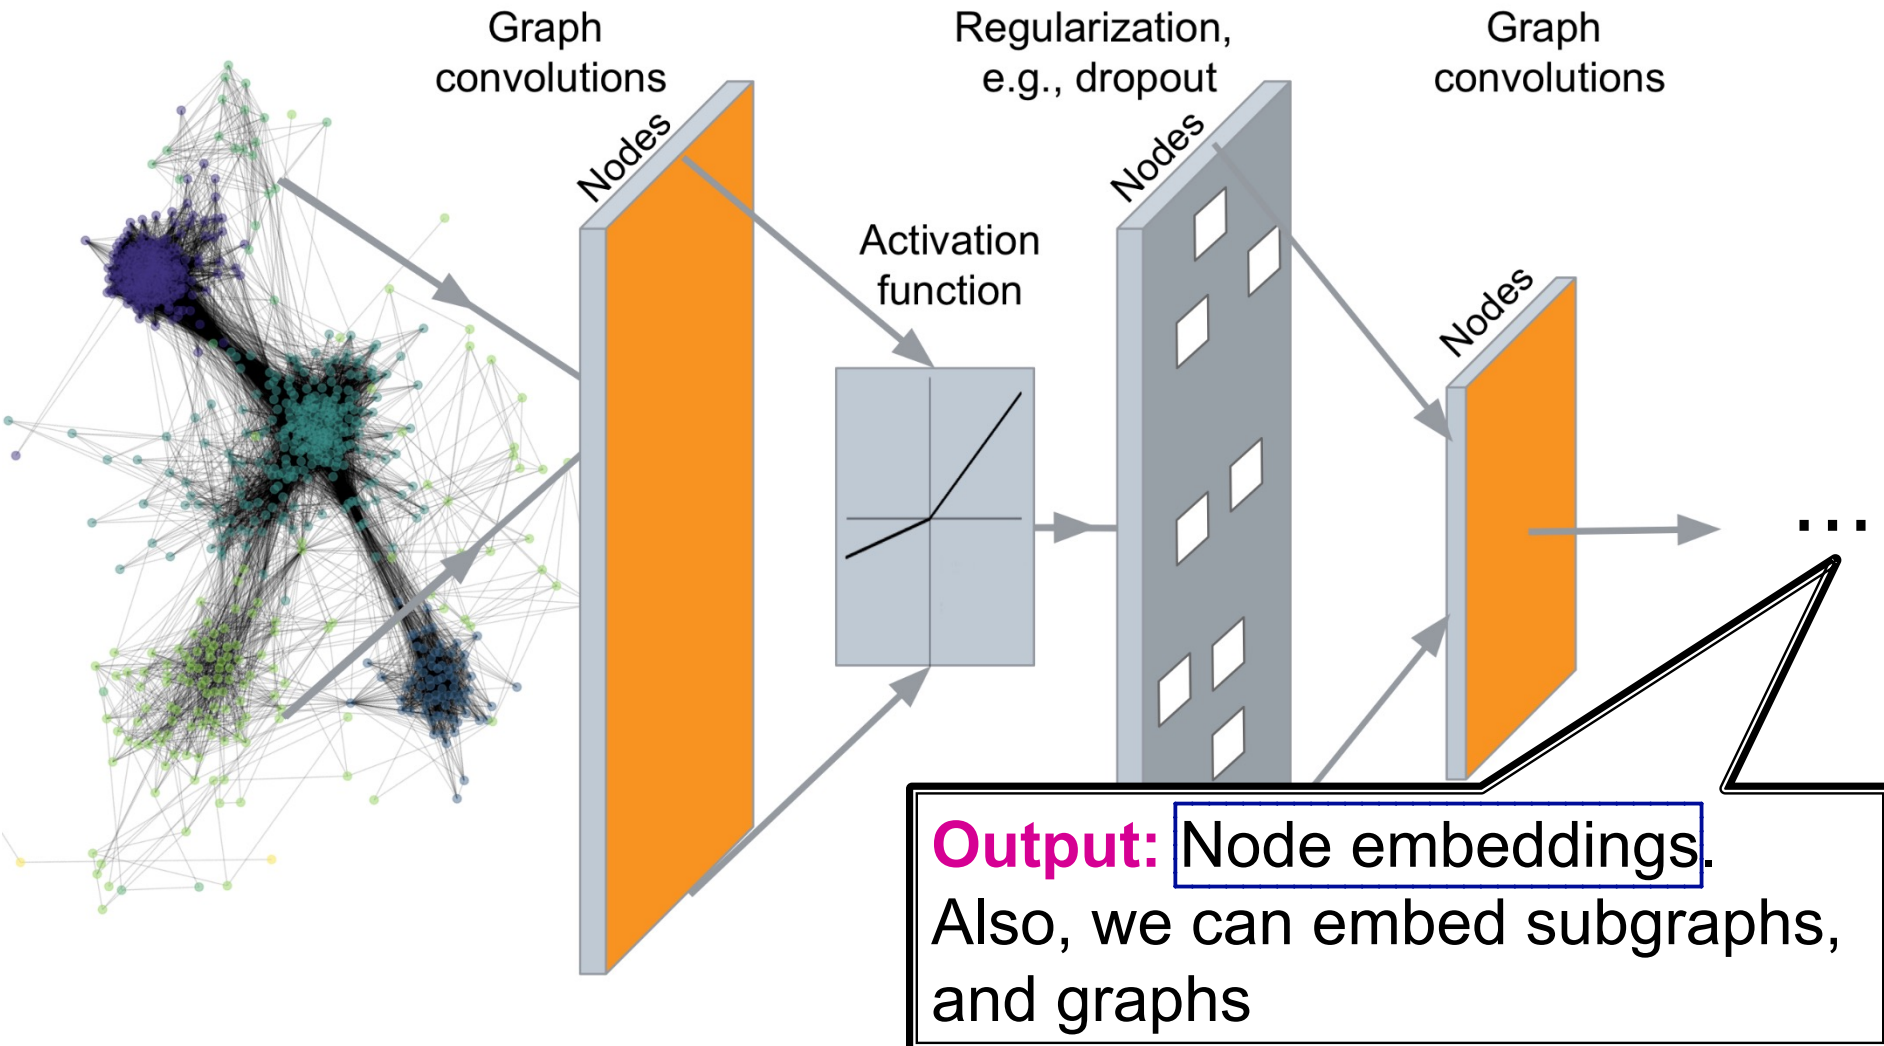 Graph
convolutions
Regularization,
e.g., dropout
Graph
convolutions
Nodes
Nodes
Activation
function
Nodes
...
Output: Node embeddings.
Also, we can embed subgraphs,
and graphs